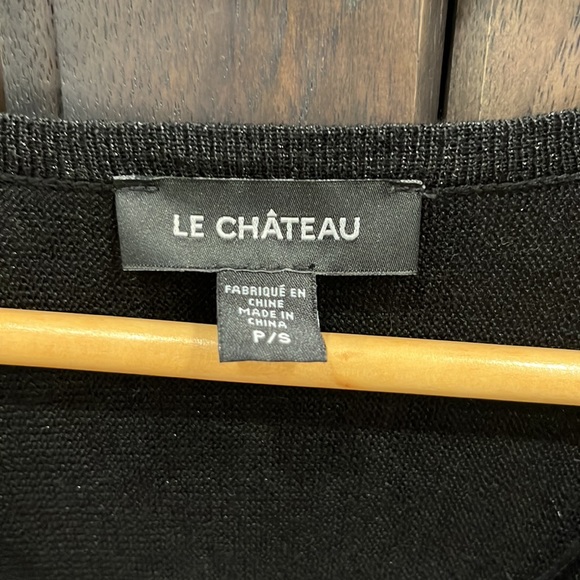 LE CHÂTEAU
FABRIQUÉ EN
CHINE
MADE IN
CHINA
P/S